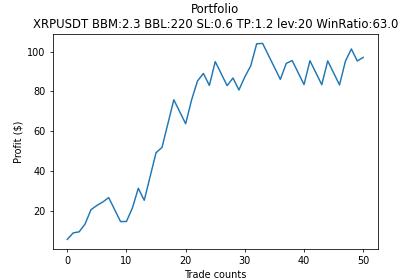 Portfolio
XRPUSDT BBM:2.3 BBL:220 SL:0.6 TP:1.2 lev:20 WinRatio:63.0
100
80
60
40
20
Profit ($)
0 10 20 30 40 50
Trade counts